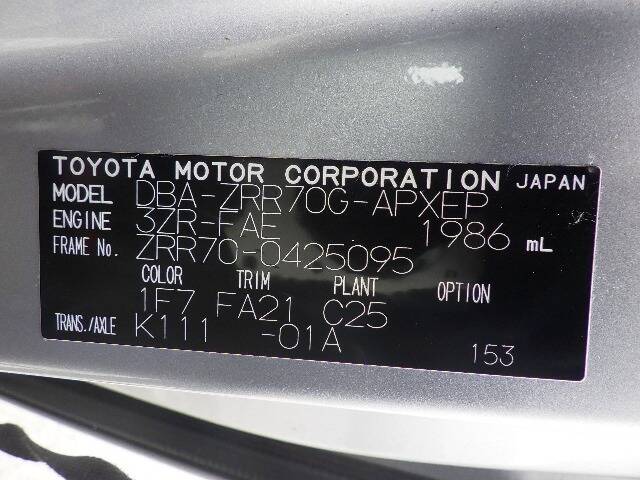 TOYOTA MOTOR CORPORATION JAPAN
MODEL DBA-ZRR70G-APXEP
ENGINE 3ZR-FAE 1986 mL
FRAME No. ZRR70-0425095
COLOR TRIM PLANT OPTION
1F7 FA21 C25
TRANS./AXLE K111 -01A
153